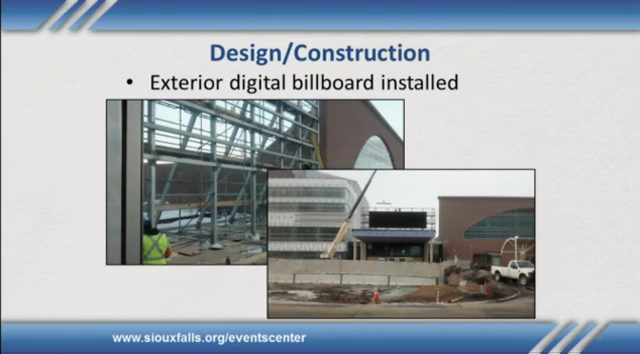 Design/Construction
• Exterior digital billboard installed
www.siouxfalls.org/eventscenter